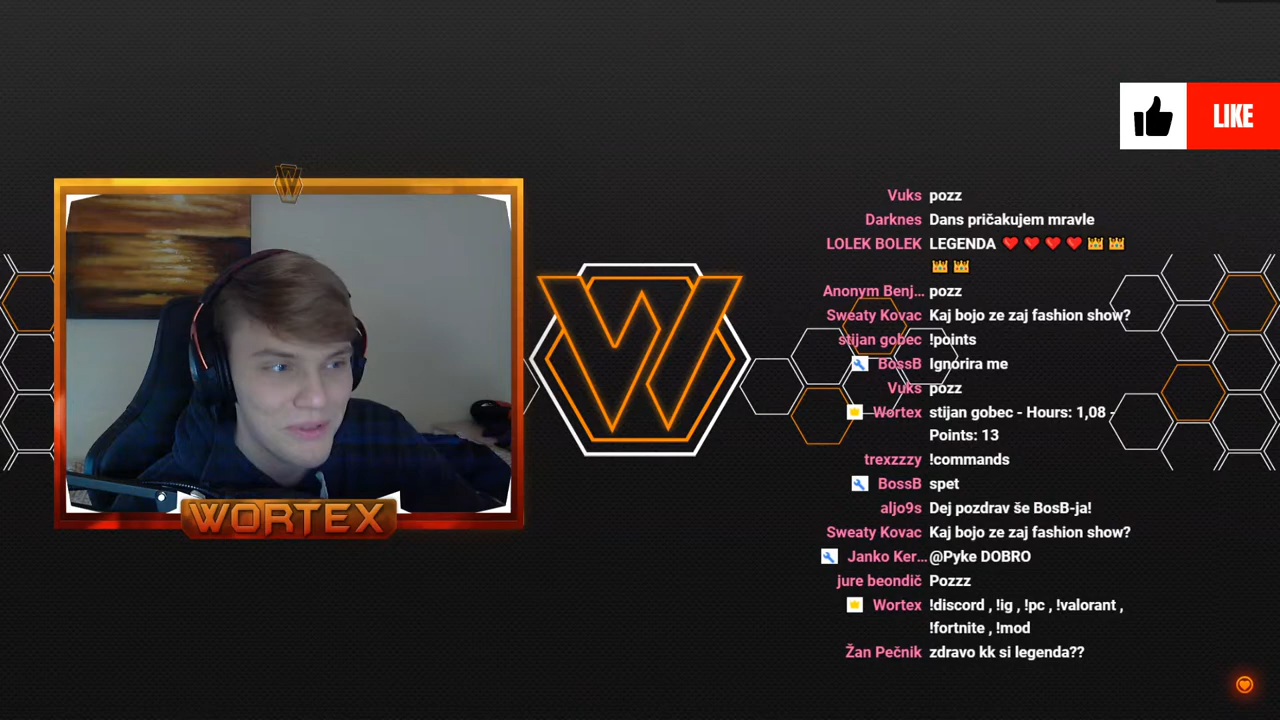 LIKE
Vuks pozz
Darknes Dans pričakujem mravle
LOLEK BOLEK LEGENDA ❤️ ❤️ ❤️ ❤️ 👑 👑
👑 👑
Anonym Benj... pozz
Sweaty Kovac Kaj bojo ze zaj fashion show?
stijan gobec !points
BossB Ignorira me
Vuks pozz
Wortex stijan gobec - Hours: 1,08 -
Points: 13
trexzzzy !commands
BossB spet
aljo9s Dej pozdrav še BosB-ja!
Sweaty Kovac Kaj bojo ze zaj fashion show?
Janko Ker... @Pyke DOBRO
jure beondič Pozzz
Wortex !discord , !ig , !pc , !valorant ,
!fortnite , !mod
Žan Pečnik zdravo kk si legenda??
WORTEX